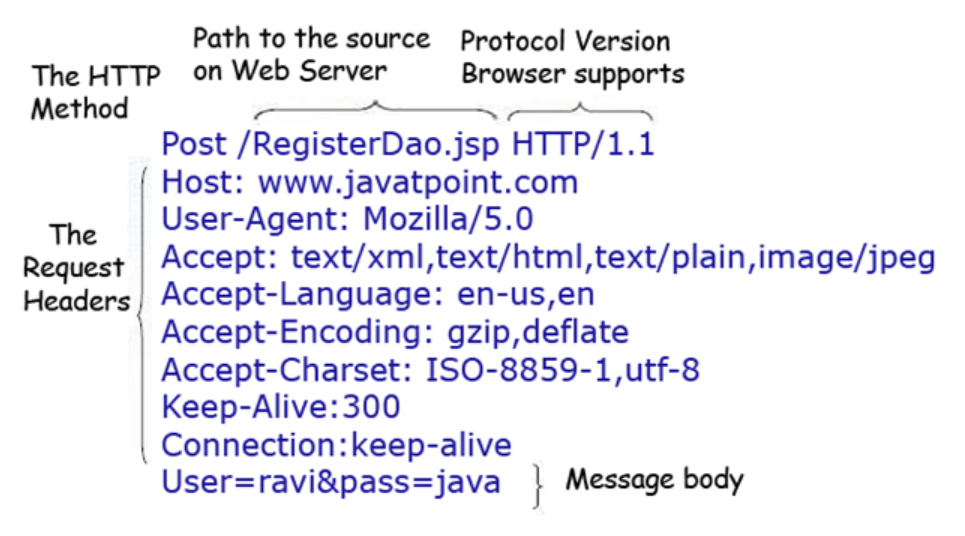 Path to the source
on Web Server
Protocol Version
Browser supports
The HTTP
Method
Post /RegisterDao.jsp HTTP/1.1
The
Request
Headers
Host: www.javatpoint.com
User-Agent: Mozilla/5.0
Accept: text/xml,text/html,text/plain,image/jpeg
Accept-Language: en-us,en
Accept-Encoding: gzip,deflate
Accept-Charset: ISO-8859-1,utf-8
Keep-Alive:300
Connection:keep-alive
User=ravi&pass=java
Message body